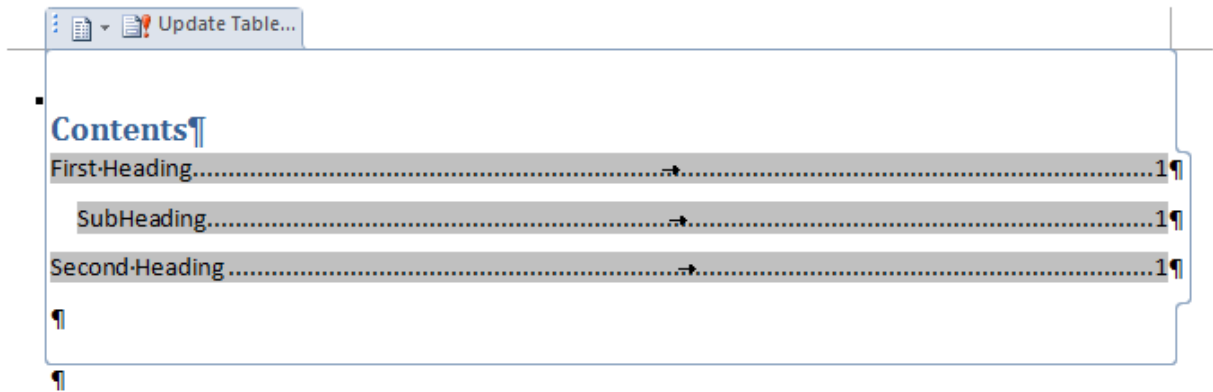 Update Table...
Contents¶
First·Heading..............................................................→..................................................................1¶
SubHeading..............................................................→..................................................................1¶
Second·Heading..............................................................→..................................................................1¶
¶
¶